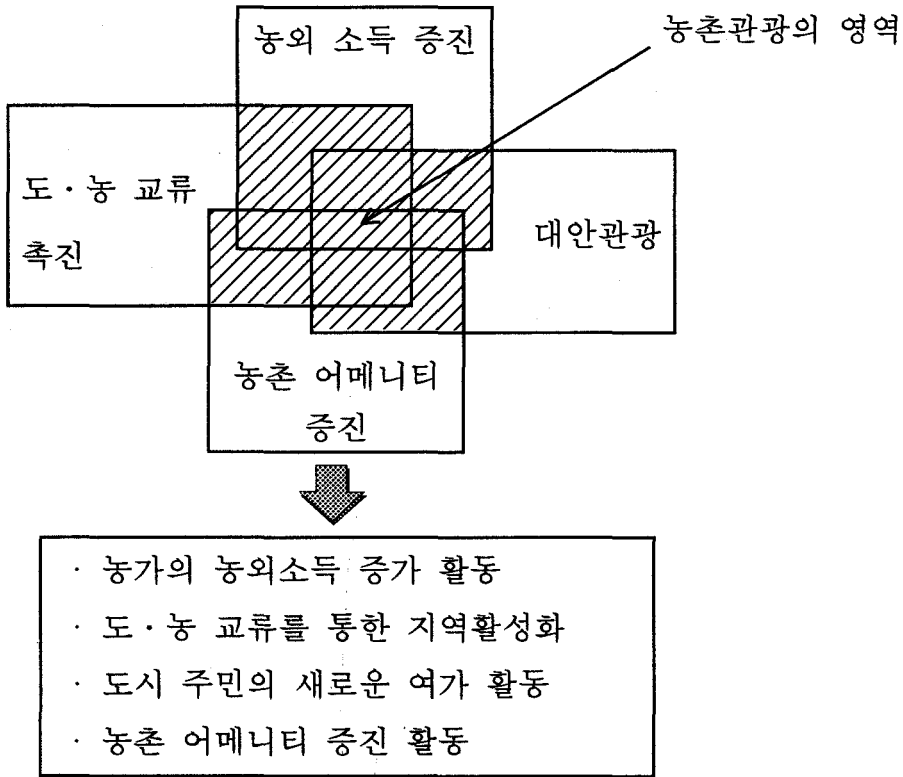 농외 소득 증진
농촌관광의 영역
도·농 교류
촉진
대안관광
농촌 어메니티
증진
· 농가의 농외소득 증가 활동
· 도·농 교류를 통한 지역활성화
· 도시 주민의 새로운 여가 활동
· 농촌 어메니티 증진 활동